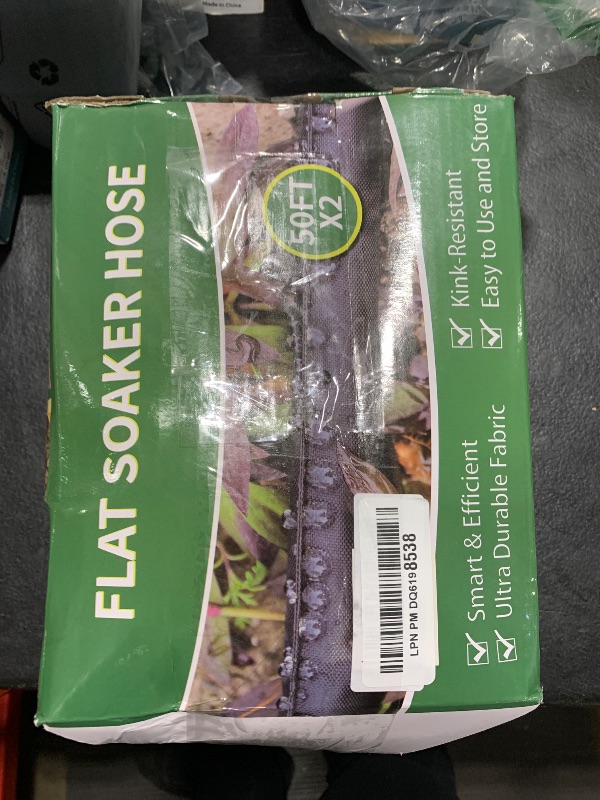 Made in China
FLAT SOAKER HOSE
50FT
X2
Kink-Resistant
Easy to Use and Store
Smart & Efficient
Ultra Durable Fabric
LPN PM DQ6198538